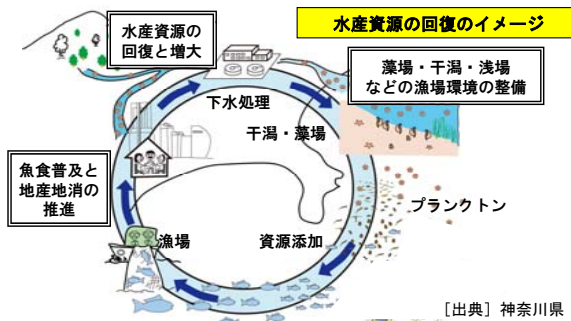 水産資源の回復のイメージ
水産資源の
回復と増大
藻場・干潟・浅場
などの漁場環境の整備
下水処理
干潟・藻場
魚食普及と
地産地消の
推進
プランクトン
漁場
資源添加
［出典］神奈川県